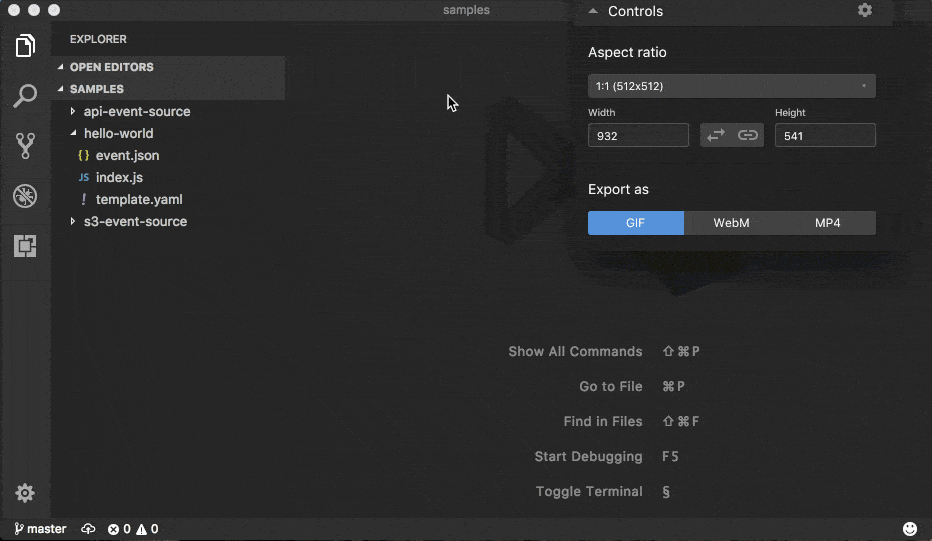 samples
Controls
EXPLORER
Aspect ratio
OPEN EDITORS
SAMPLES
1:1 (512x512)
api-event-source
Width
Height
hello-world
932
541
{} event.json
JS index.js
! template.yaml
Export as
s3-event-source
GIF
WebM
MP4
Show All Commands ⇧⌘P
Go to File ⌘P
Find in Files ⇧⌘F
Start Debugging F5
Toggle Terminal §
master
0
0